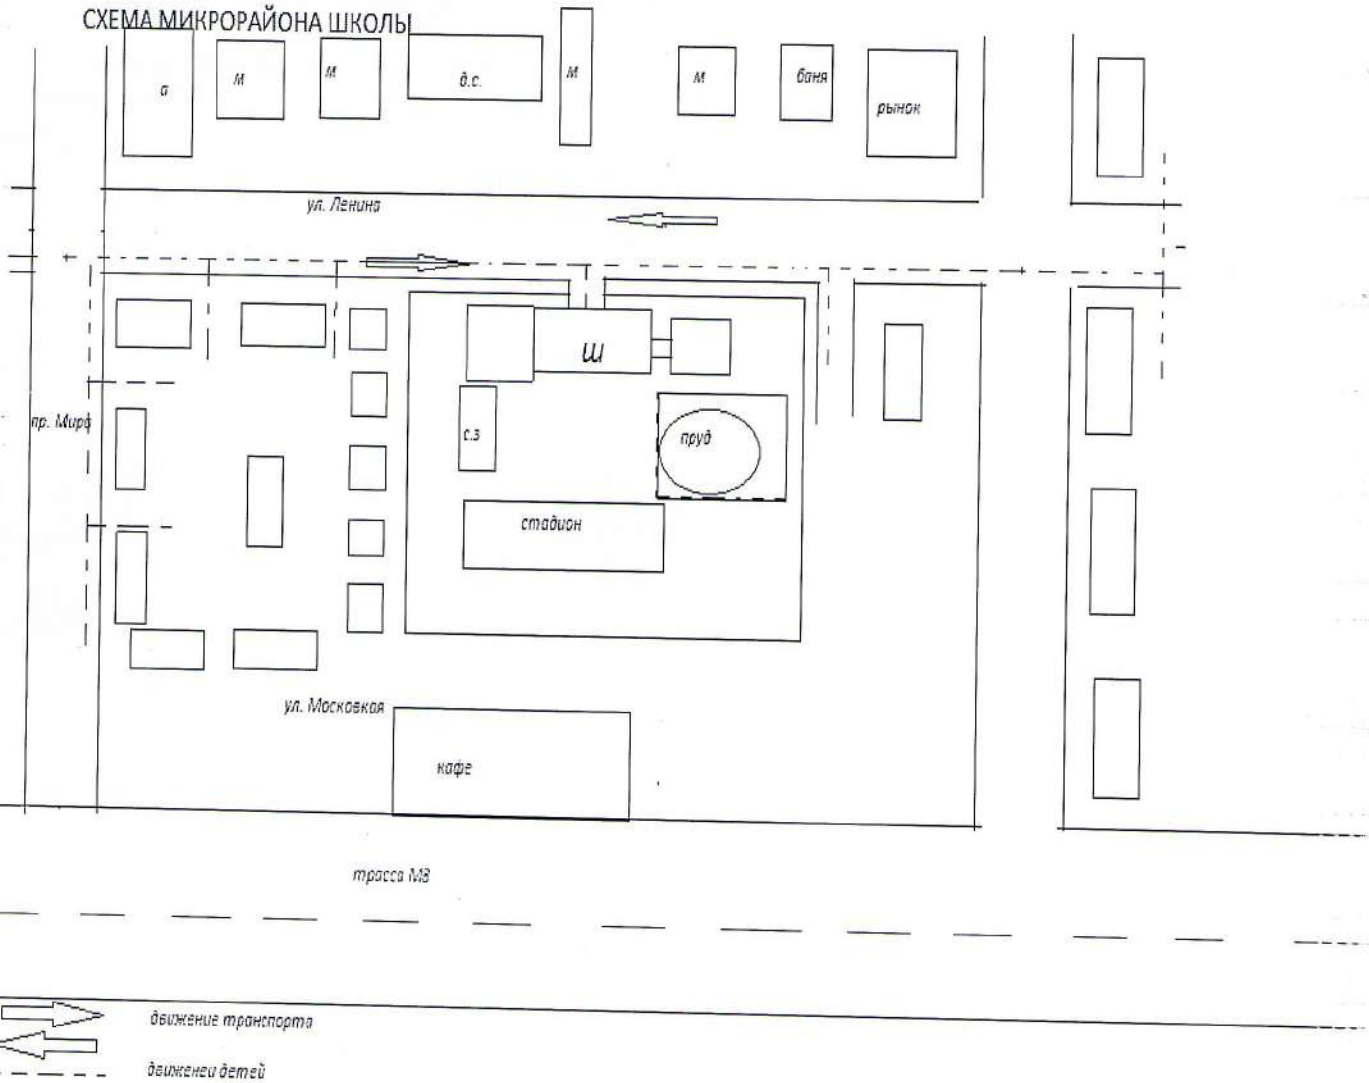 СХЕМА МИКРОРАЙОНА ШКОЛЫ
а
м
м
д.с.
м
м
баня
рынок
ул. Ленина
Ш
пр. Мира
с.з
пруд
стадион
ул. Московкая
кафе
трасса М8
движение транспорта
движенеи детей